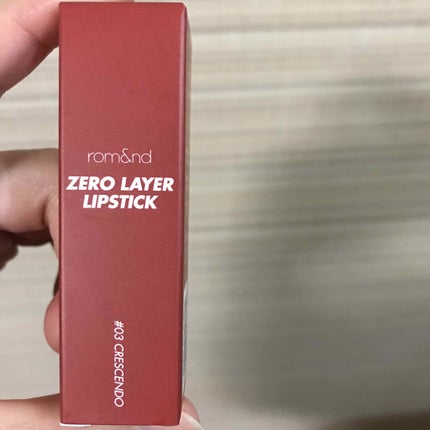 rom&nd
ZERO LAYER
LIPSTICK
#03 CRESCENDO